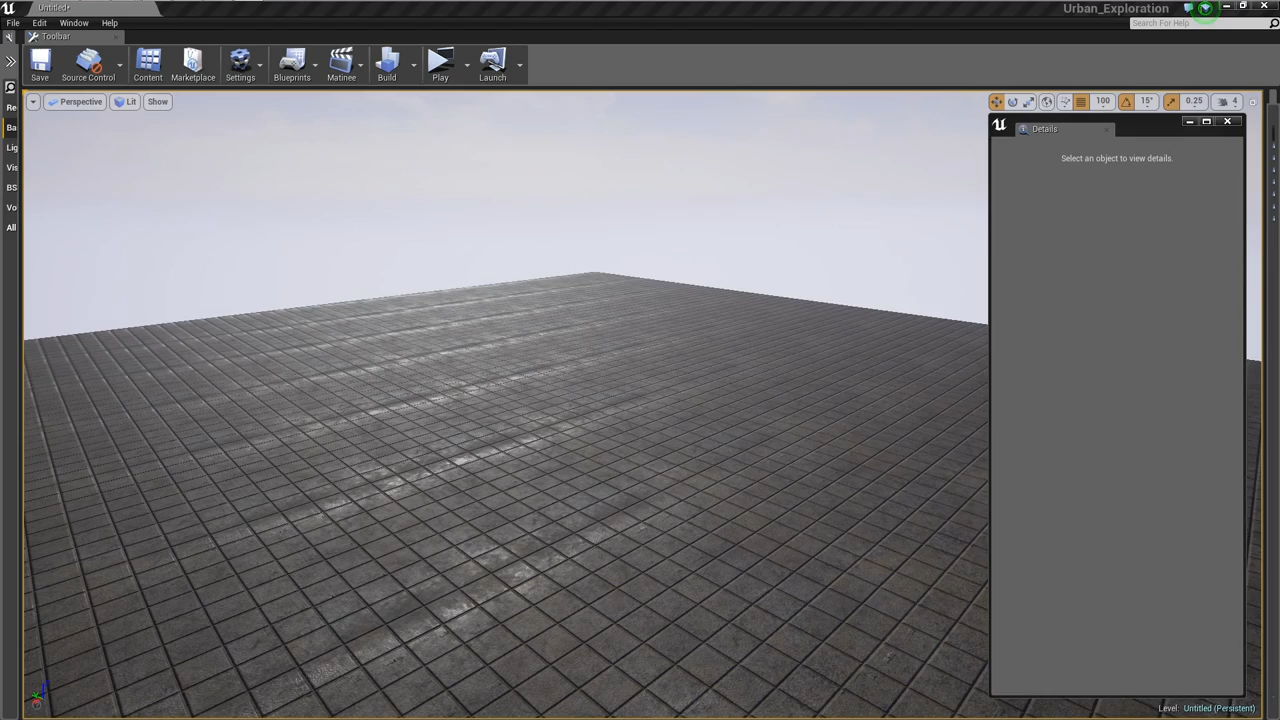 Untitled*
Urban_Exploration
File Edit Window Help
Search For Help
Toolbar
Save Source Control Content Marketplace Settings Blueprints Matinee Build Play Launch
Re
Ba
Lig
Vis
BS
Vo
All
Perspective Lit Show
100 15° 0.25 4
Details
Select an object to view details.
Level: Untitled (Persistent)